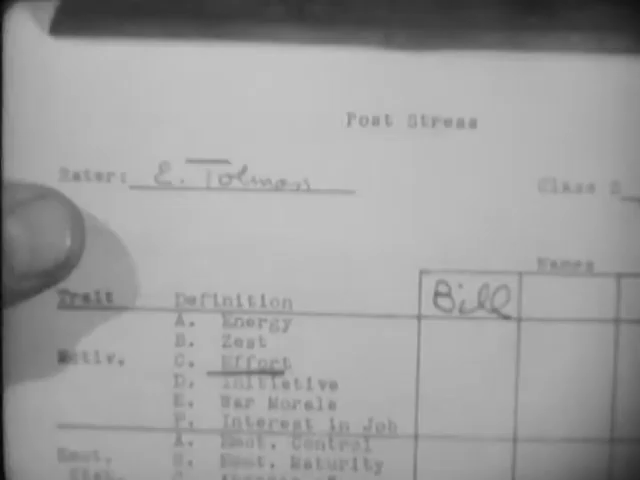 Post Stress
Rater: E. Tolman
Class S
Names
Trait Definition Bill
A. Energy
B. Zest
Motiv. C. Effort
D. Initiative
E. War Morale
F. Interest in Job
A. Emot. Control
Emot. B. Emot. Maturity
Stab. C.